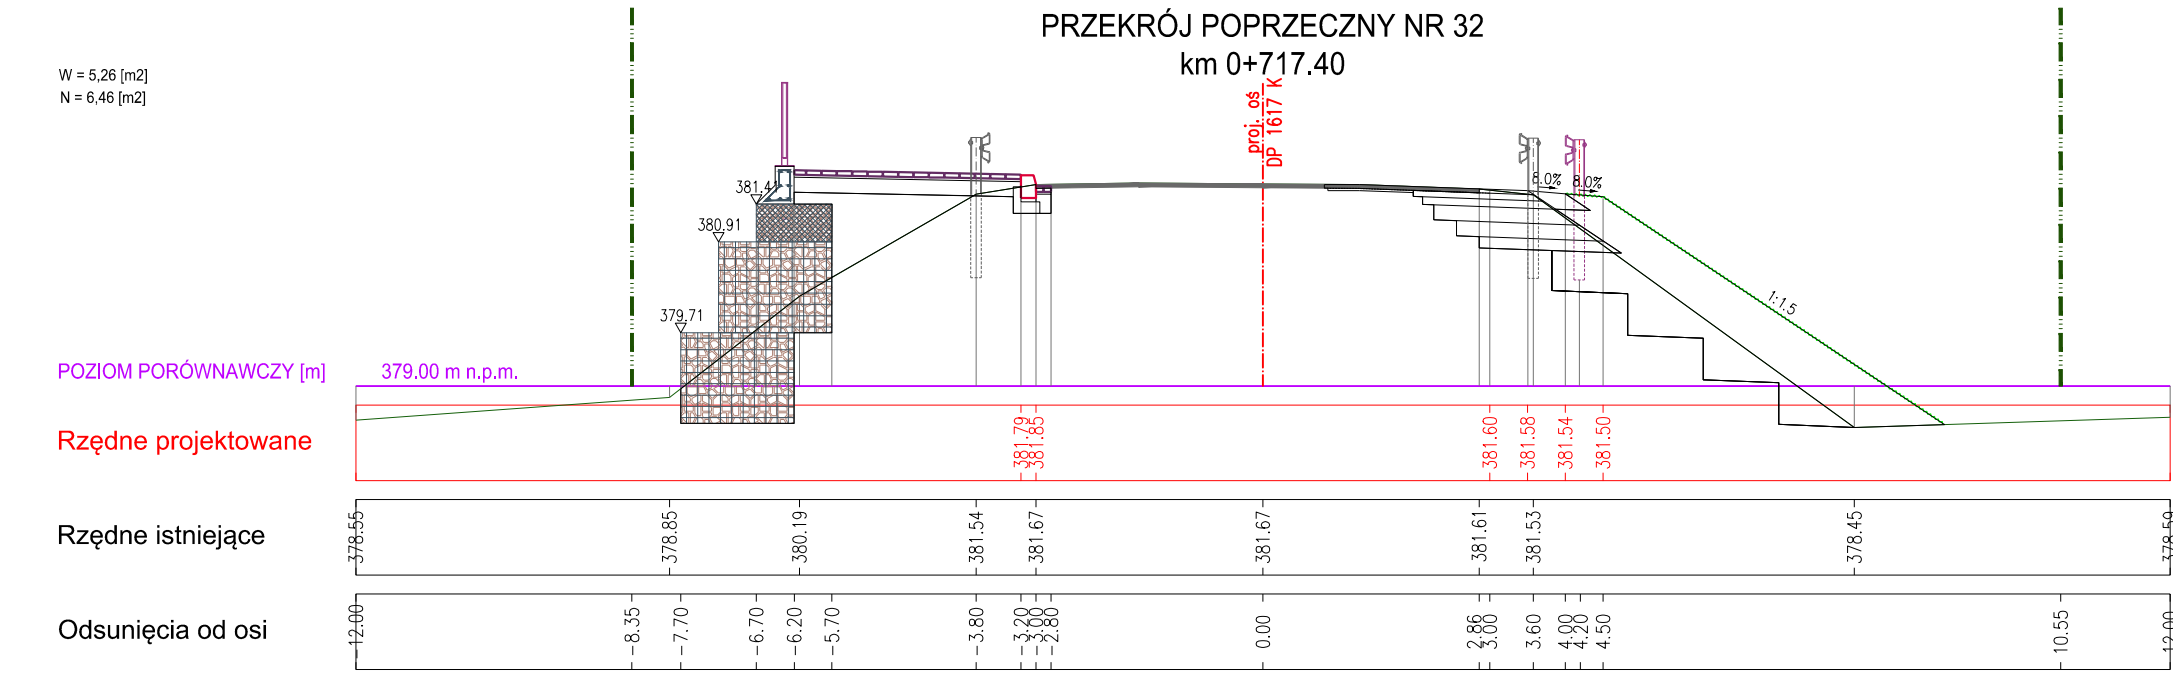 PRZEKRÓJ POPRZECZNY NR 32
km 0+717.40
W = 5,26 [m2]
N = 6,46 [m2]
proj. oś
DP 1617 K
8.0%
8.0%
381.41
380.91
379.71
1:1.5
POZIOM PORÓWNAWCZY [m] 379.00 m n.p.m.
Rzędne projektowane 381.79 381.85 381.60 381.58 381.54 381.50
Rzędne istniejące 378.55 378.85 380.19 381.54 381.67 381.67 381.61 381.53 378.45 378.59
Odsunięcia od osi -12.00 -8.35 -7.70 -6.70 -6.20 -5.70 -3.80 -3.20 -3.00 -2.80 0.00 2.86 3.00 3.60 4.00 4.20 4.50 10.55 12.00